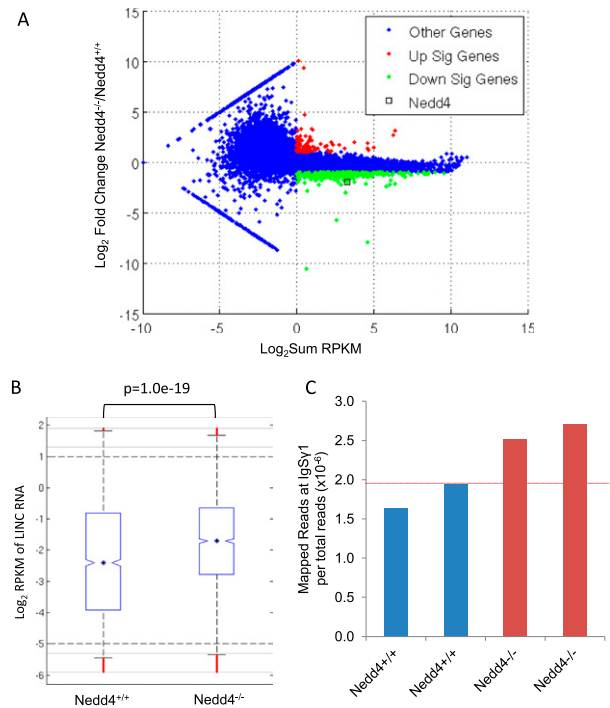 A
Other Genes
Up Sig Genes
Down Sig Genes
Nedd4
Log2 Fold Change Nedd4-/-/Nedd4+/+
15
10
5
0
-5
-10
15
-10
-5
0
5
10
15
Log2Sum RPKM
B
p=1.0e-19
Log2 RPKM of LINC RNA
2
1
0
-1
-2
-3
-4
-5
-6
Nedd4+/+
Nedd4-/-
C
Mapped Reads at IgSγ1
per total reads (x10-6)
3.0
2.5
2.0
1.5
1.0
0.5
0.0
Nedd4+/+
Nedd4+/+
Nedd4-/-
Nedd4-/-